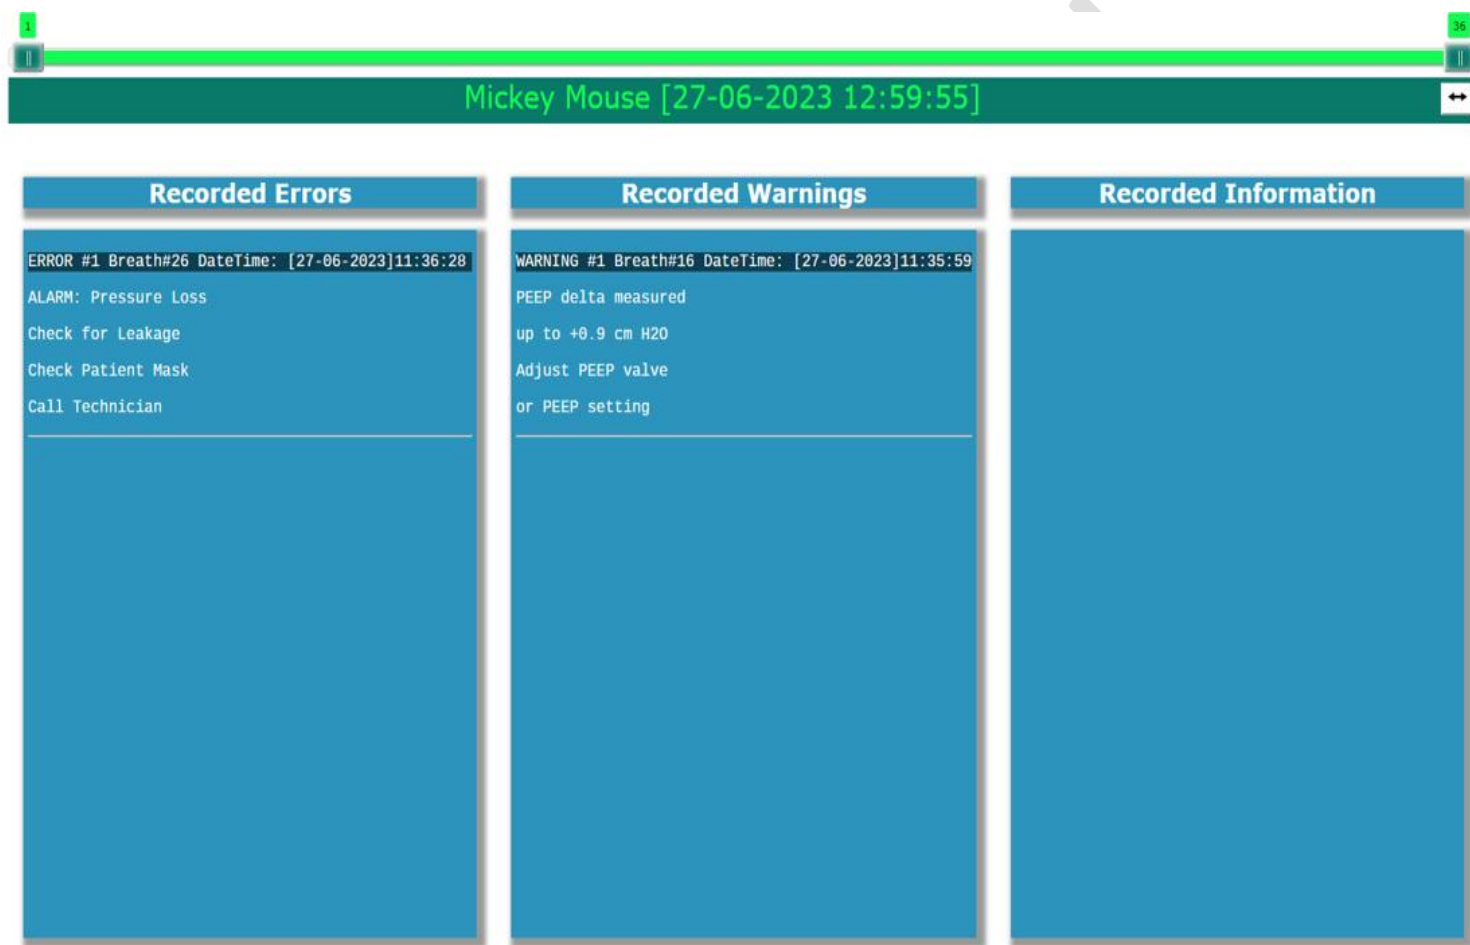 1
36
Mickey Mouse [27-06-2023 12:59:55]
Recorded Errors
ERROR #1 Breath#26 DateTime: [27-06-2023]11:36:28
ALARM: Pressure Loss
Check for Leakage
Check Patient Mask
Call Technician
Recorded Warnings
WARNING #1 Breath#16 DateTime: [27-06-2023]11:35:59
PEEP delta measured
up to +0.9 cm H2O
Adjust PEEP valve
or PEEP setting
Recorded Information